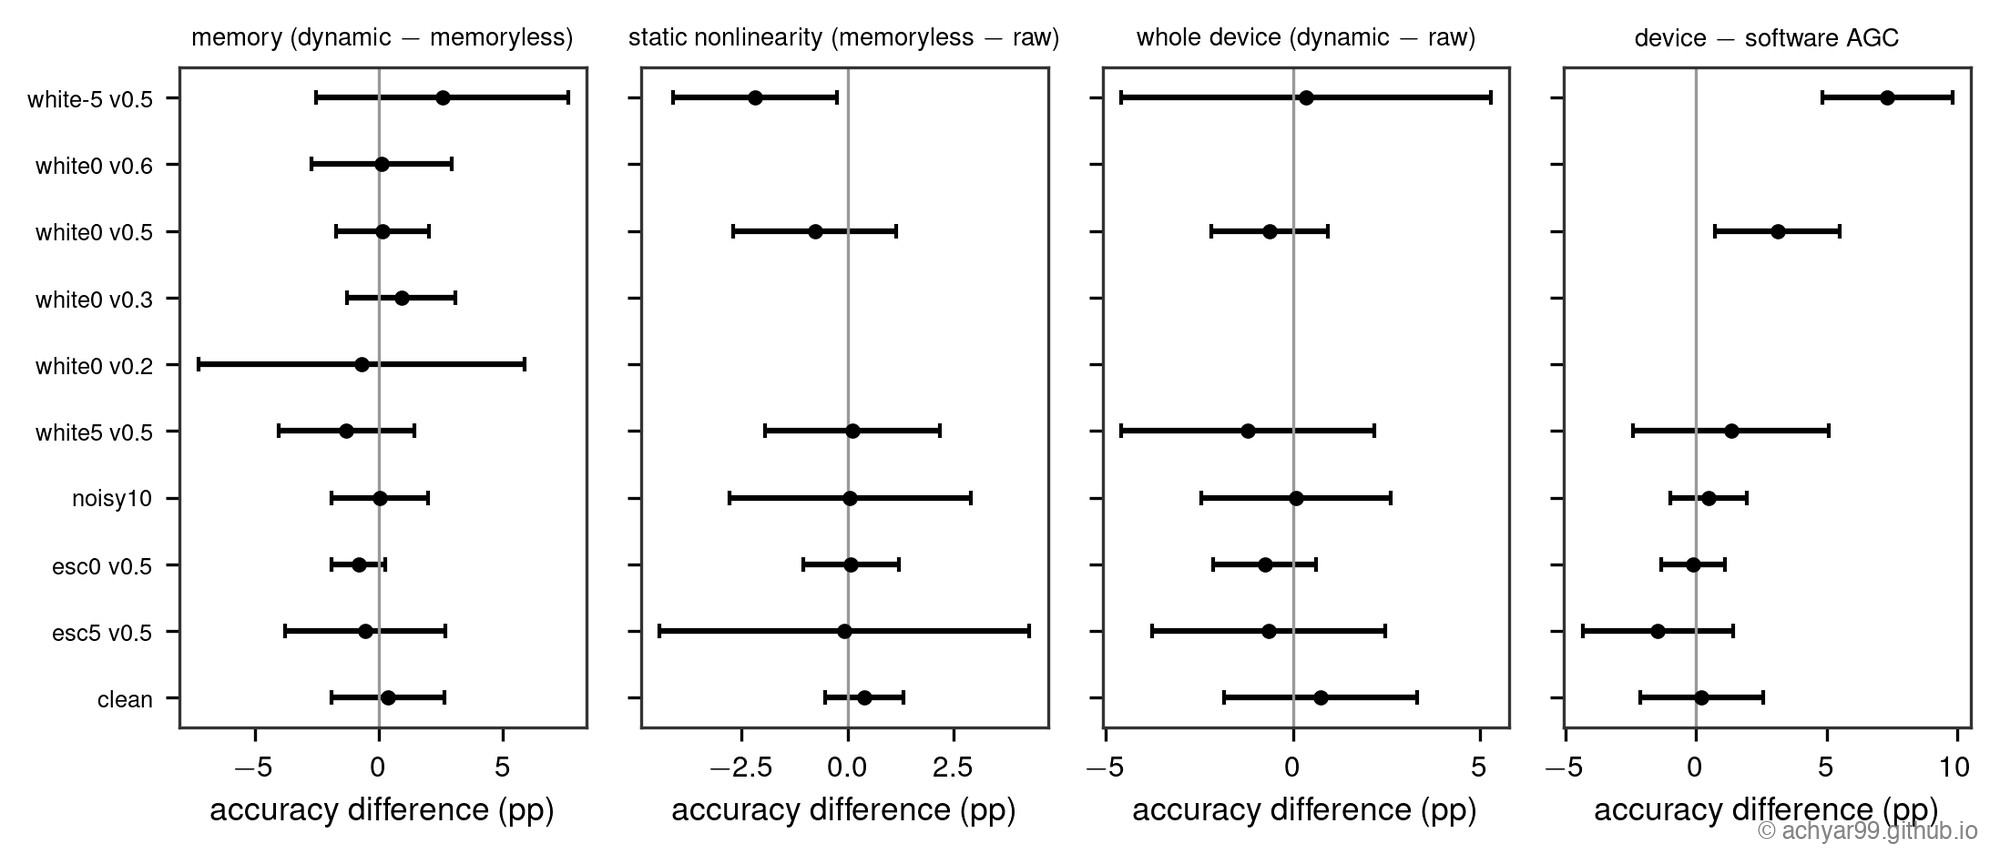 memory (dynamic − memoryless) static nonlinearity (memoryless − raw) whole device (dynamic − raw) device − software AGC
white-5 v0.5
white0 v0.6
white0 v0.5
white0 v0.3
white0 v0.2
white5 v0.5
noisy10
esc0 v0.5
esc5 v0.5
clean
−5 0 5 −2.5 0.0 2.5 −5 0 5 −5 0 5 10
accuracy difference (pp) accuracy difference (pp) accuracy difference (pp) accuracy difference (pp)
© achyar99.github.io